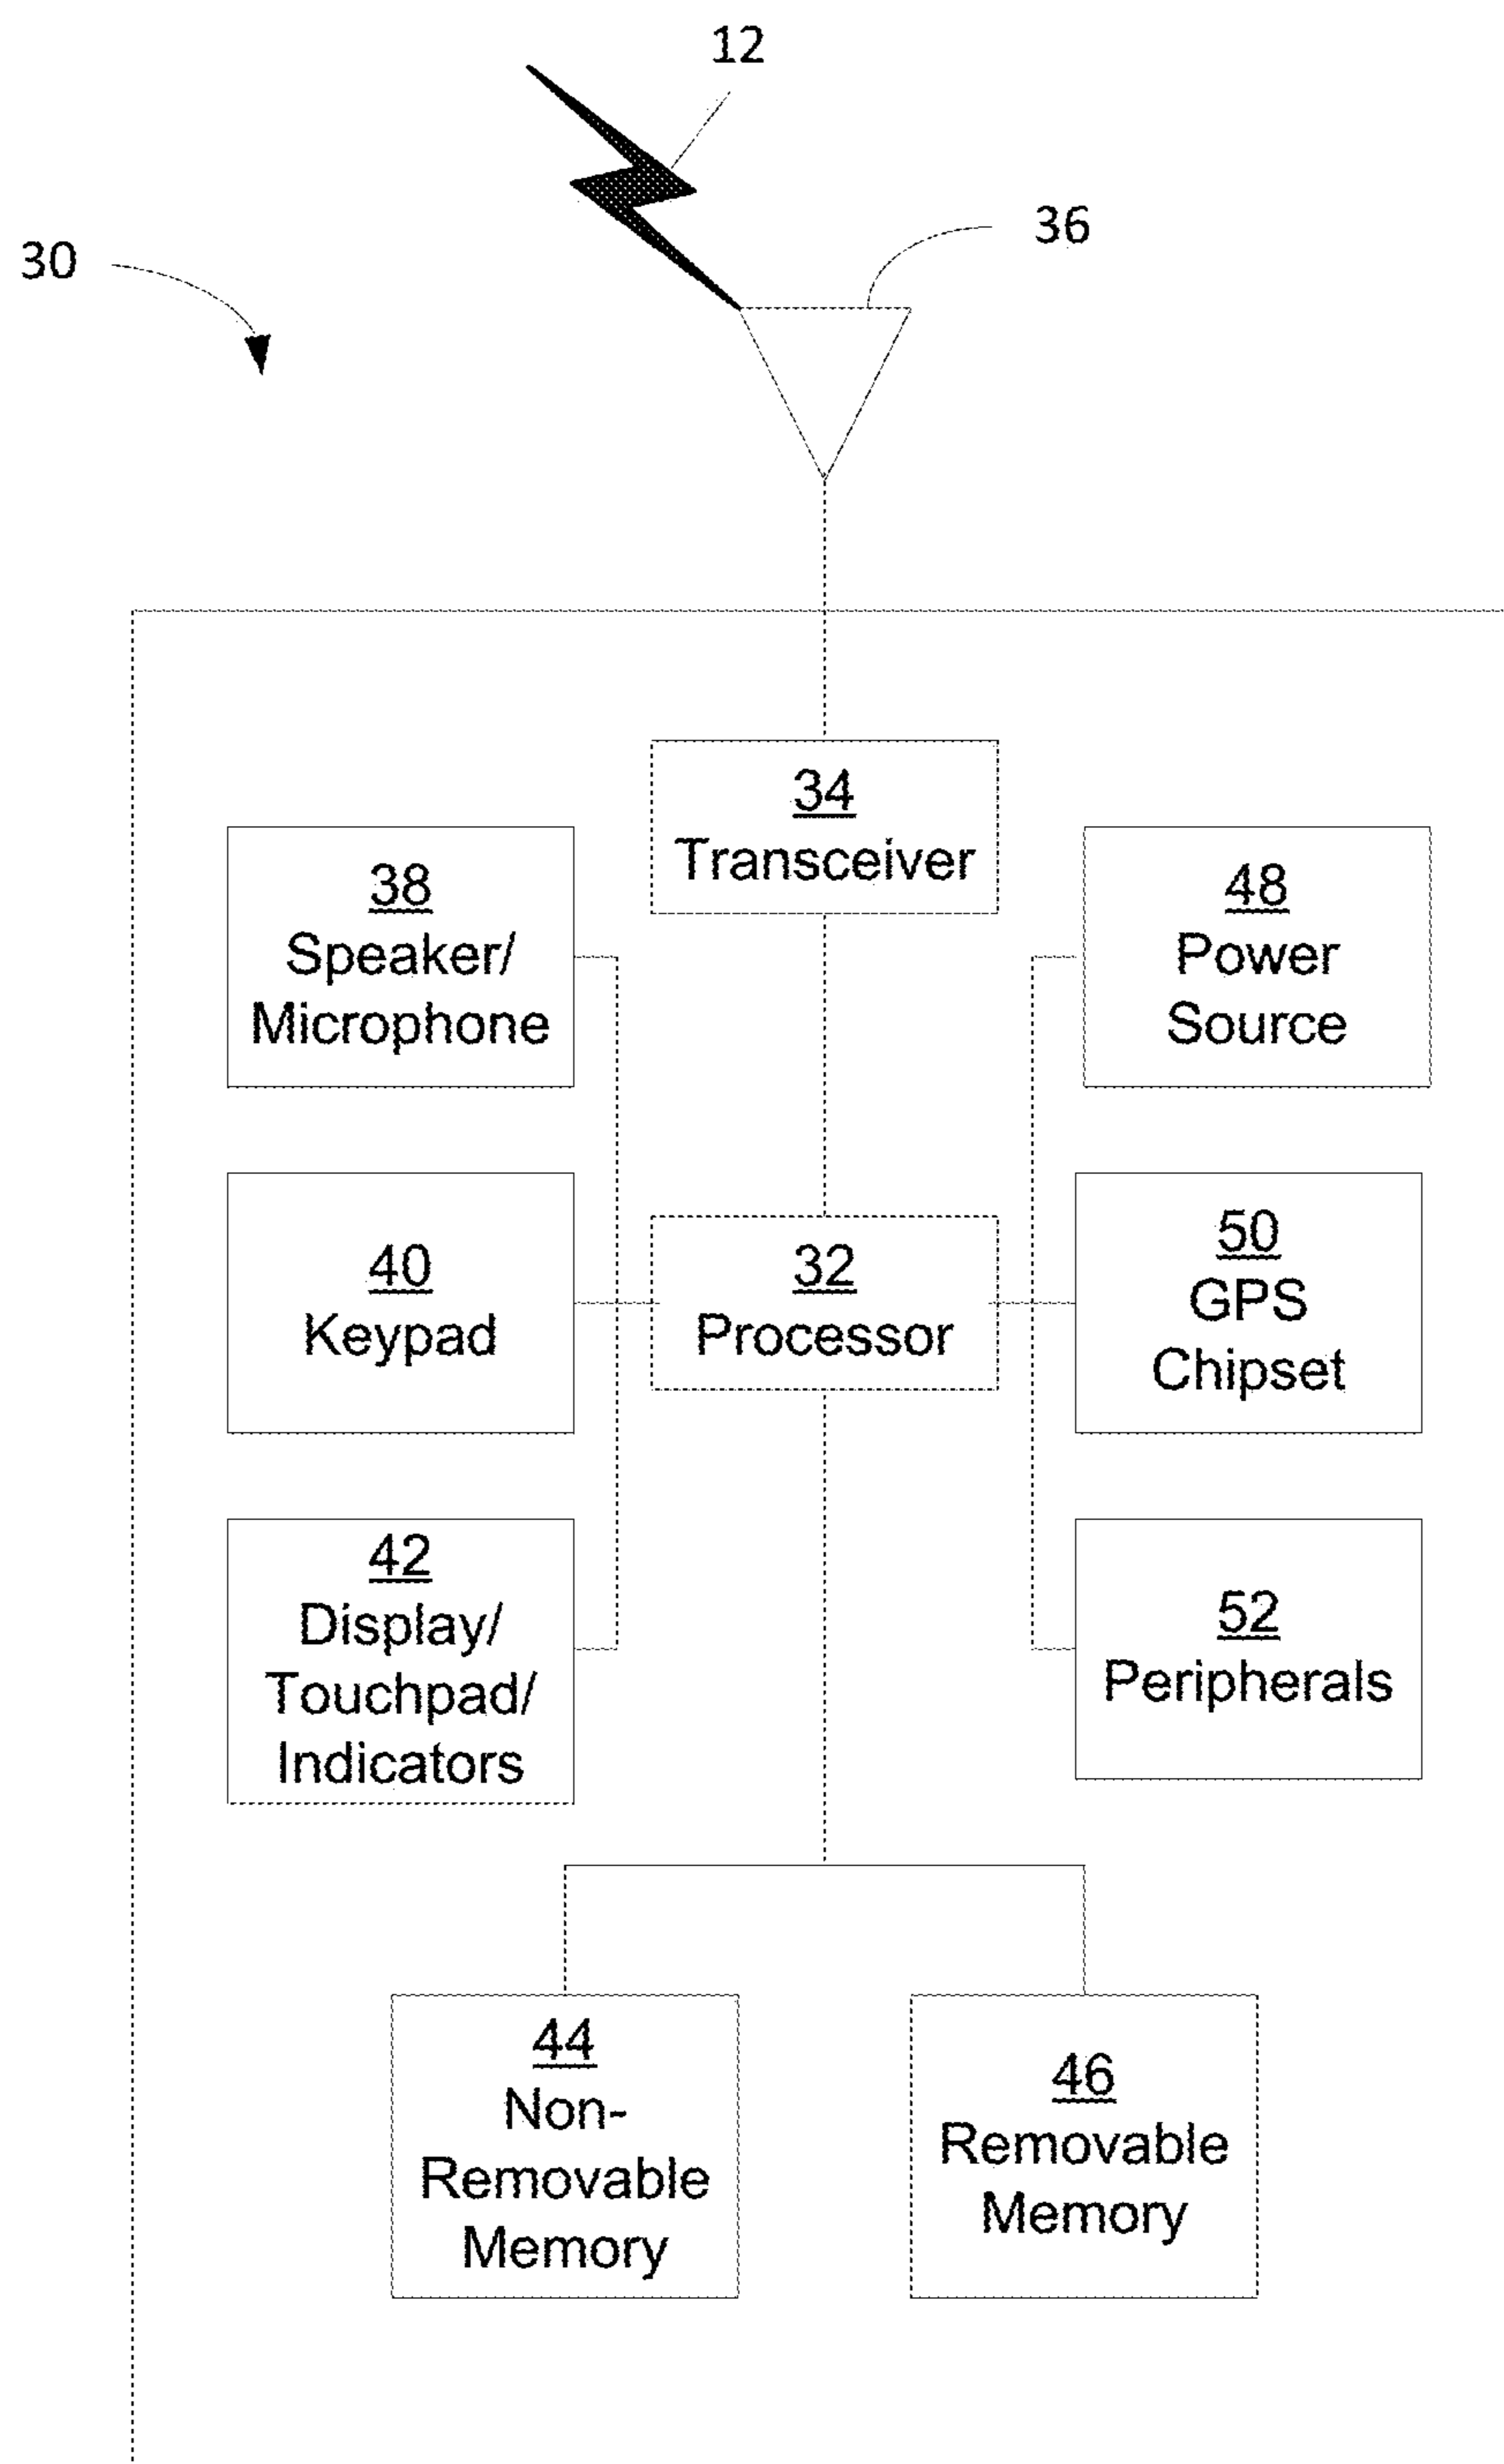 12
36
30
34
Transceiver
38
Speaker/
Microphone
48
Power
Source
40
Keypad
32
Processor
50
GPS
Chipset
42
Display/
Touchpad/
Indicators
52
Peripherals
44
Non-
Removable
Memory
46
Removable
Memory